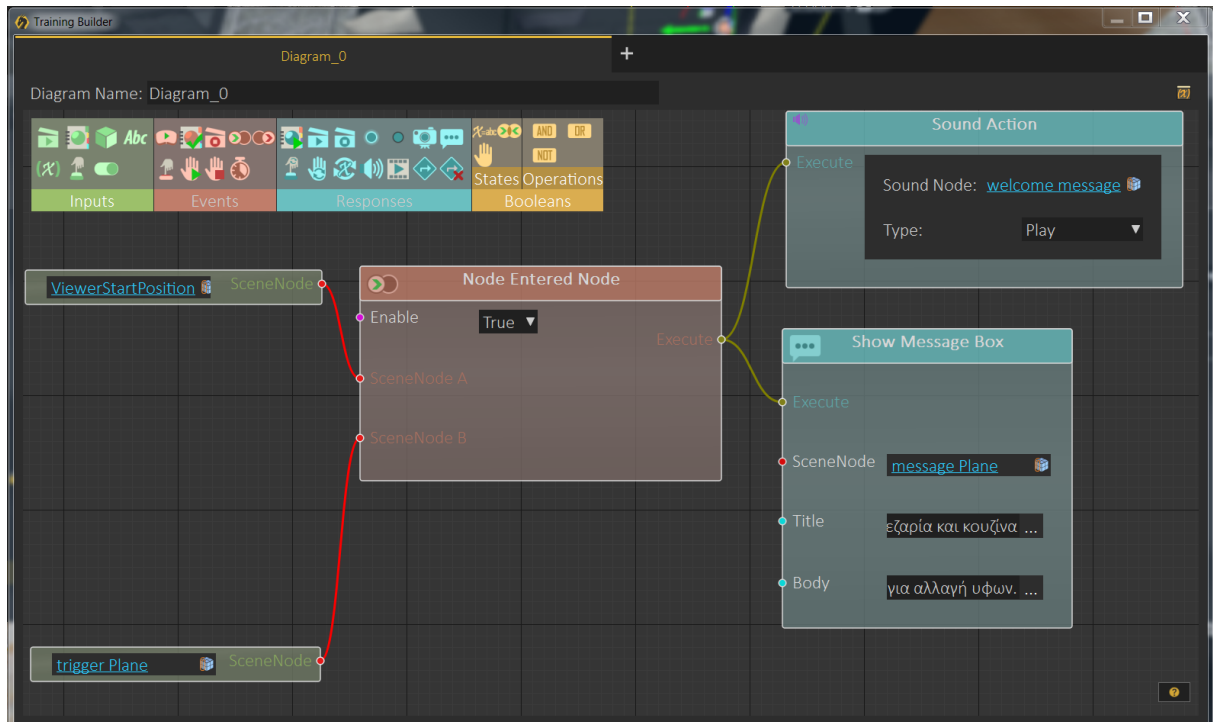 Training Builder
Diagram_0
+
Diagram Name: Diagram_0
(x)
Abc
(X)
X=abc
AND
OR
NOT
States
Operations
Inputs
Events
Responses
Booleans
Sound Action
Execute
Sound Node: welcome message
Type: Play
ViewerStartPosition SceneNode
Node Entered Node
Enable True
Execute
SceneNode A
SceneNode B
Show Message Box
Execute
SceneNode message Plane
Title εζαρία και κουζίνα ...
Body για αλλαγή υφων. ...
trigger Plane SceneNode
?